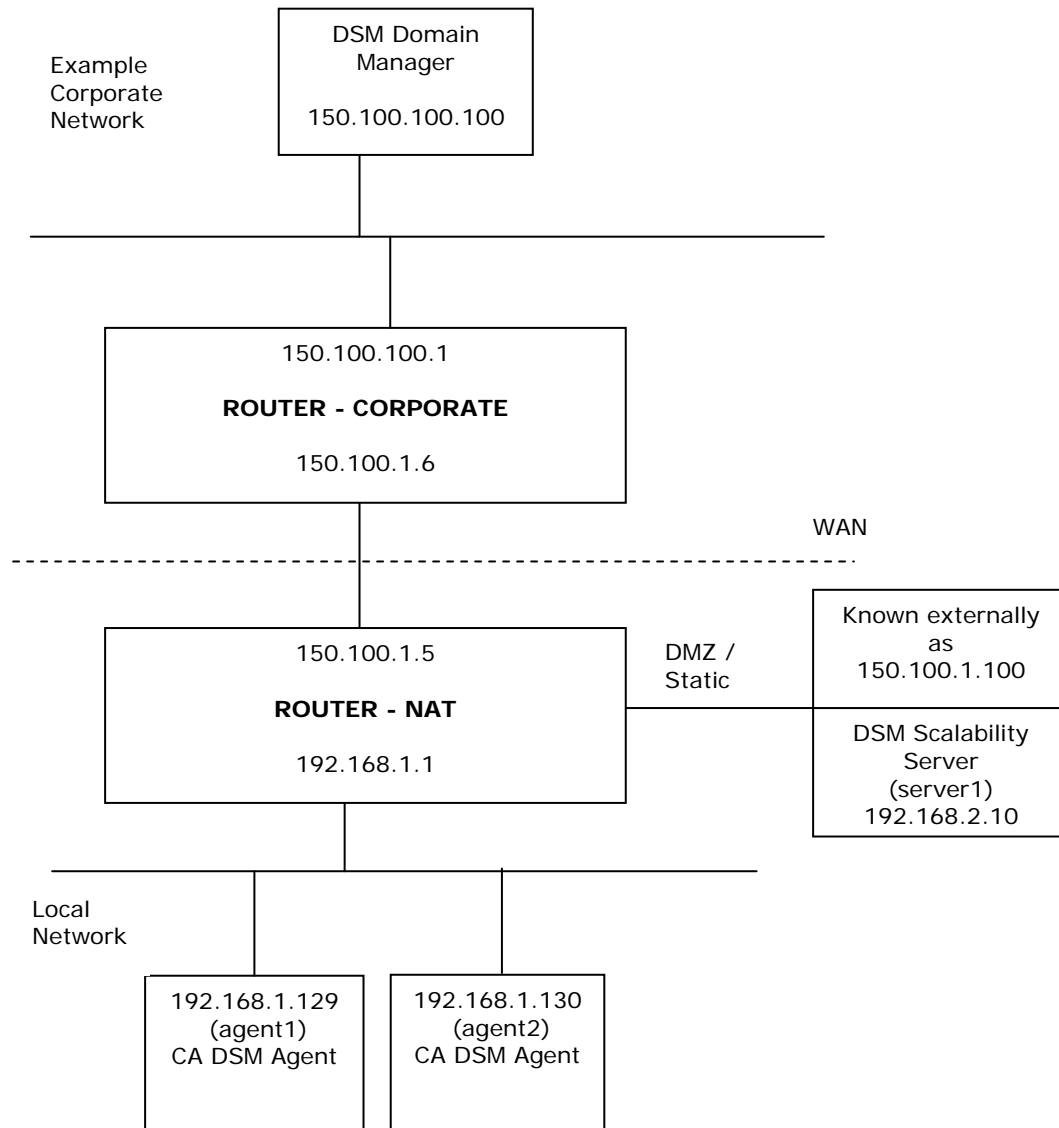 DSM Domain
Manager
150.100.100.100
Example
Corporate
Network
150.100.100.1
ROUTER - CORPORATE
150.100.1.6
WAN
150.100.1.5
ROUTER - NAT
192.168.1.1
DMZ /
Static
Known externally
as
150.100.1.100
DSM Scalability
Server
(server1)
192.168.2.10
Local
Network
192.168.1.129
(agent1)
CA DSM Agent
192.168.1.130
(agent2)
CA DSM Agent